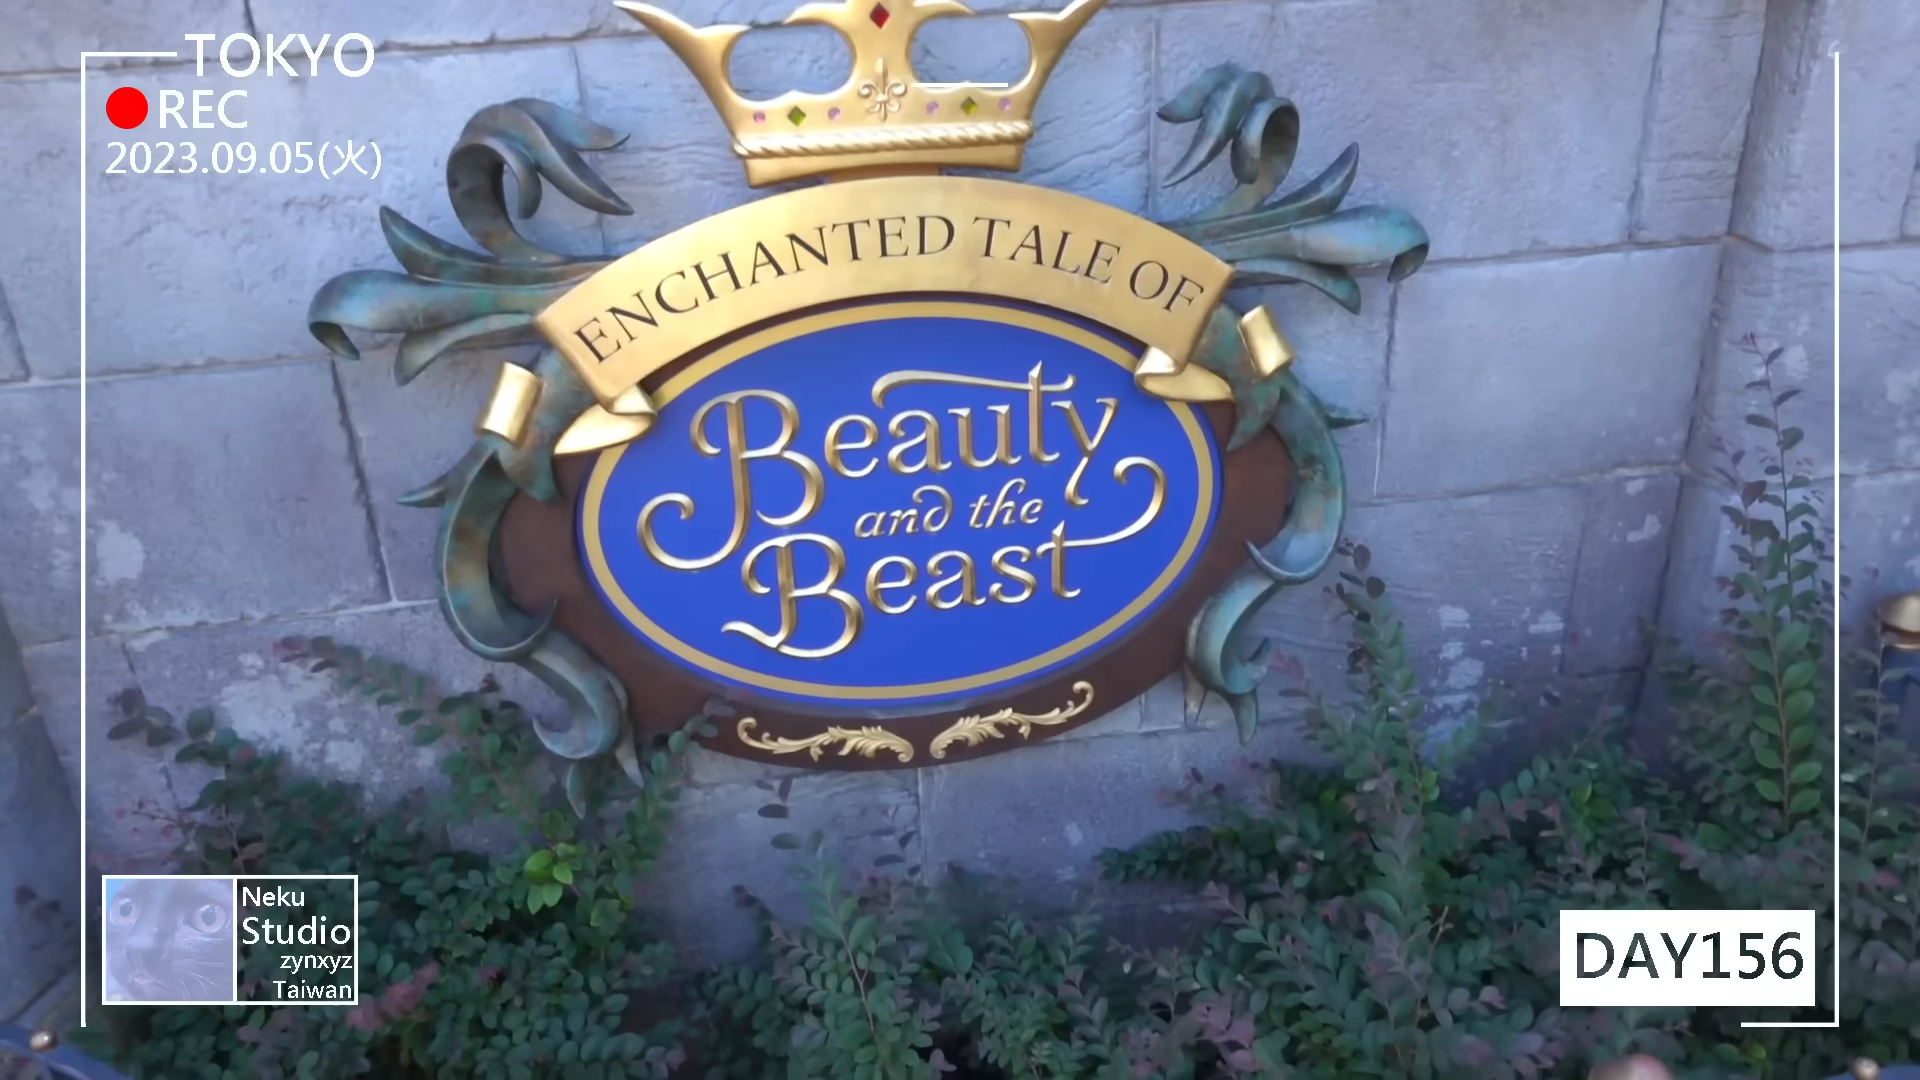 TOKYO
REC
2023.09.05(火)
ENCHANTED TALE OF
Beauty
and the
Beast
Neku
Studio
zynxyz
Taiwan
DAY156